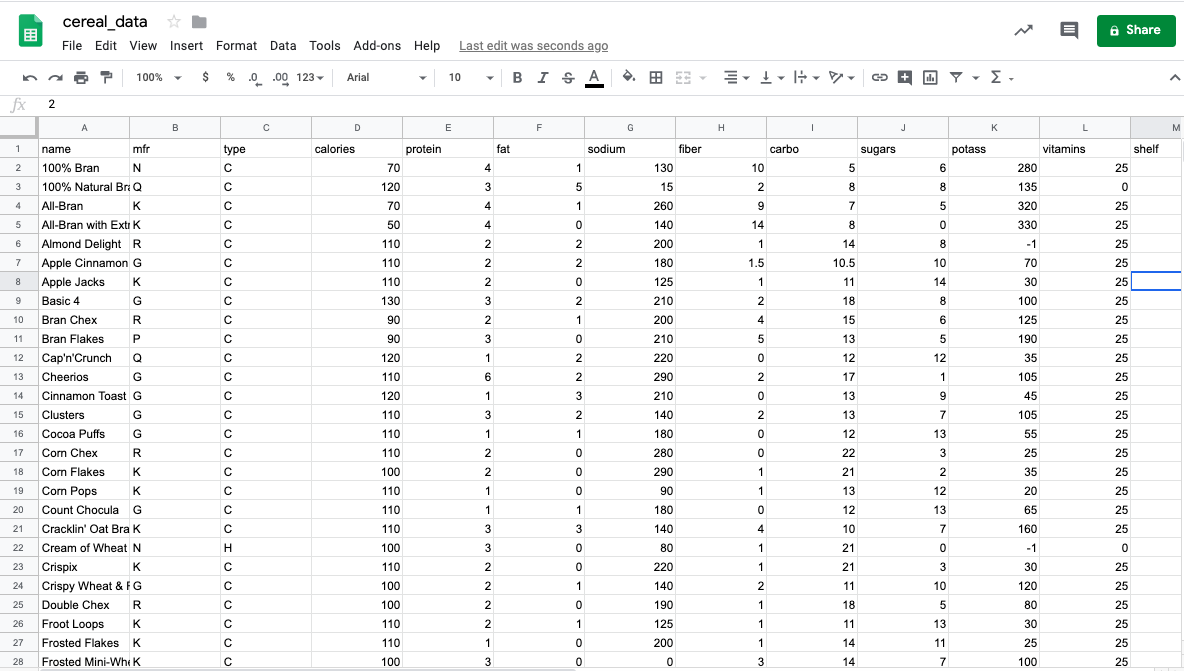 cereal_data
File Edit View Insert Format Data Tools Add-ons Help Last edit was seconds ago
Share
100% $ % .0 .00 123 Arial 10 B I S A Σ
fx 2
A B C D E F G H I J K L M
1 name mfr type calories protein fat sodium fiber carbo sugars potass vitamins shelf
2 100% Bran N C 70 4 1 130 10 5 6 280 25
3 100% Natural Bra Q C 120 3 5 15 2 8 8 135 0
4 All-Bran K C 70 4 1 260 9 7 5 320 25
5 All-Bran with Ext K C 50 4 0 140 14 8 0 330 25
6 Almond Delight R C 110 2 2 200 1 14 8 -1 25
7 Apple Cinnamon G C 110 2 2 180 1.5 10.5 10 70 25
8 Apple Jacks K C 110 2 0 125 1 11 14 30 25
9 Basic 4 G C 130 3 2 210 2 18 8 100 25
10 Bran Chex R C 90 2 1 200 4 15 6 125 25
11 Bran Flakes P C 90 3 0 210 5 13 5 190 25
12 Cap'n'Crunch Q C 120 1 2 220 0 12 12 35 25
13 Cheerios G C 110 6 2 290 2 17 1 105 25
14 Cinnamon Toast G C 120 1 3 210 0 13 9 45 25
15 Clusters G C 110 3 2 140 2 13 7 105 25
16 Cocoa Puffs G C 110 1 1 180 0 12 13 55 25
17 Corn Chex R C 110 2 0 280 0 22 3 25 25
18 Corn Flakes K C 100 2 0 290 1 21 2 35 25
19 Corn Pops K C 110 1 0 90 1 13 12 20 25
20 Count Chocula G C 110 1 1 180 0 12 13 65 25
21 Cracklin' Oat Bra K C 110 3 3 140 4 10 7 160 25
22 Cream of Wheat N H 100 3 0 80 1 21 0 -1 0
23 Crispix K C 110 2 0 220 1 21 3 30 25
24 Crispy Wheat & F G C 100 2 1 140 2 11 10 120 25
25 Double Chex R C 100 2 0 190 1 18 5 80 25
26 Froot Loops K C 110 2 1 125 1 11 13 30 25
27 Frosted Flakes K C 110 1 0 200 1 14 11 25 25
28 Frosted Mini-Whe K C 100 3 0 0 3 14 7 100 25